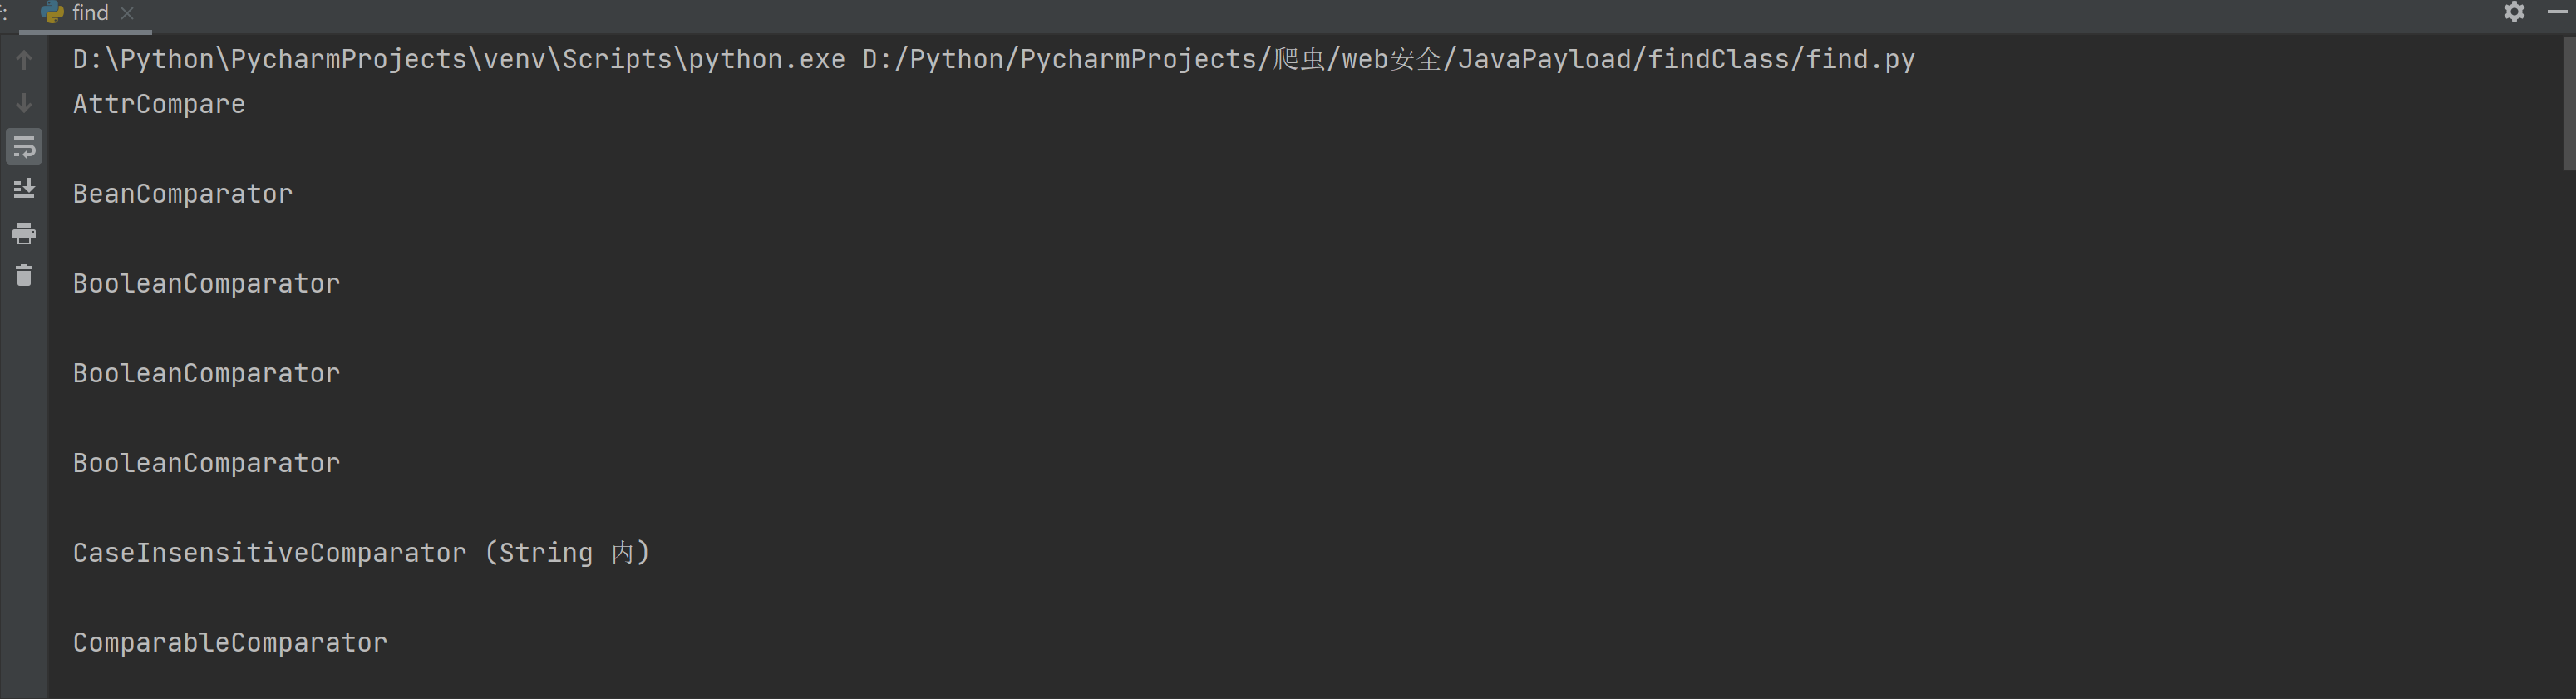 find
D:\Python\PycharmProjects\venv\Scripts\python.exe D:/Python/PycharmProjects/爬虫/web安全/JavaPayload/findClass/find.py
AttrCompare
BeanComparator
BooleanComparator
BooleanComparator
BooleanComparator
CaseInsensitiveComparator (String 内)
ComparableComparator